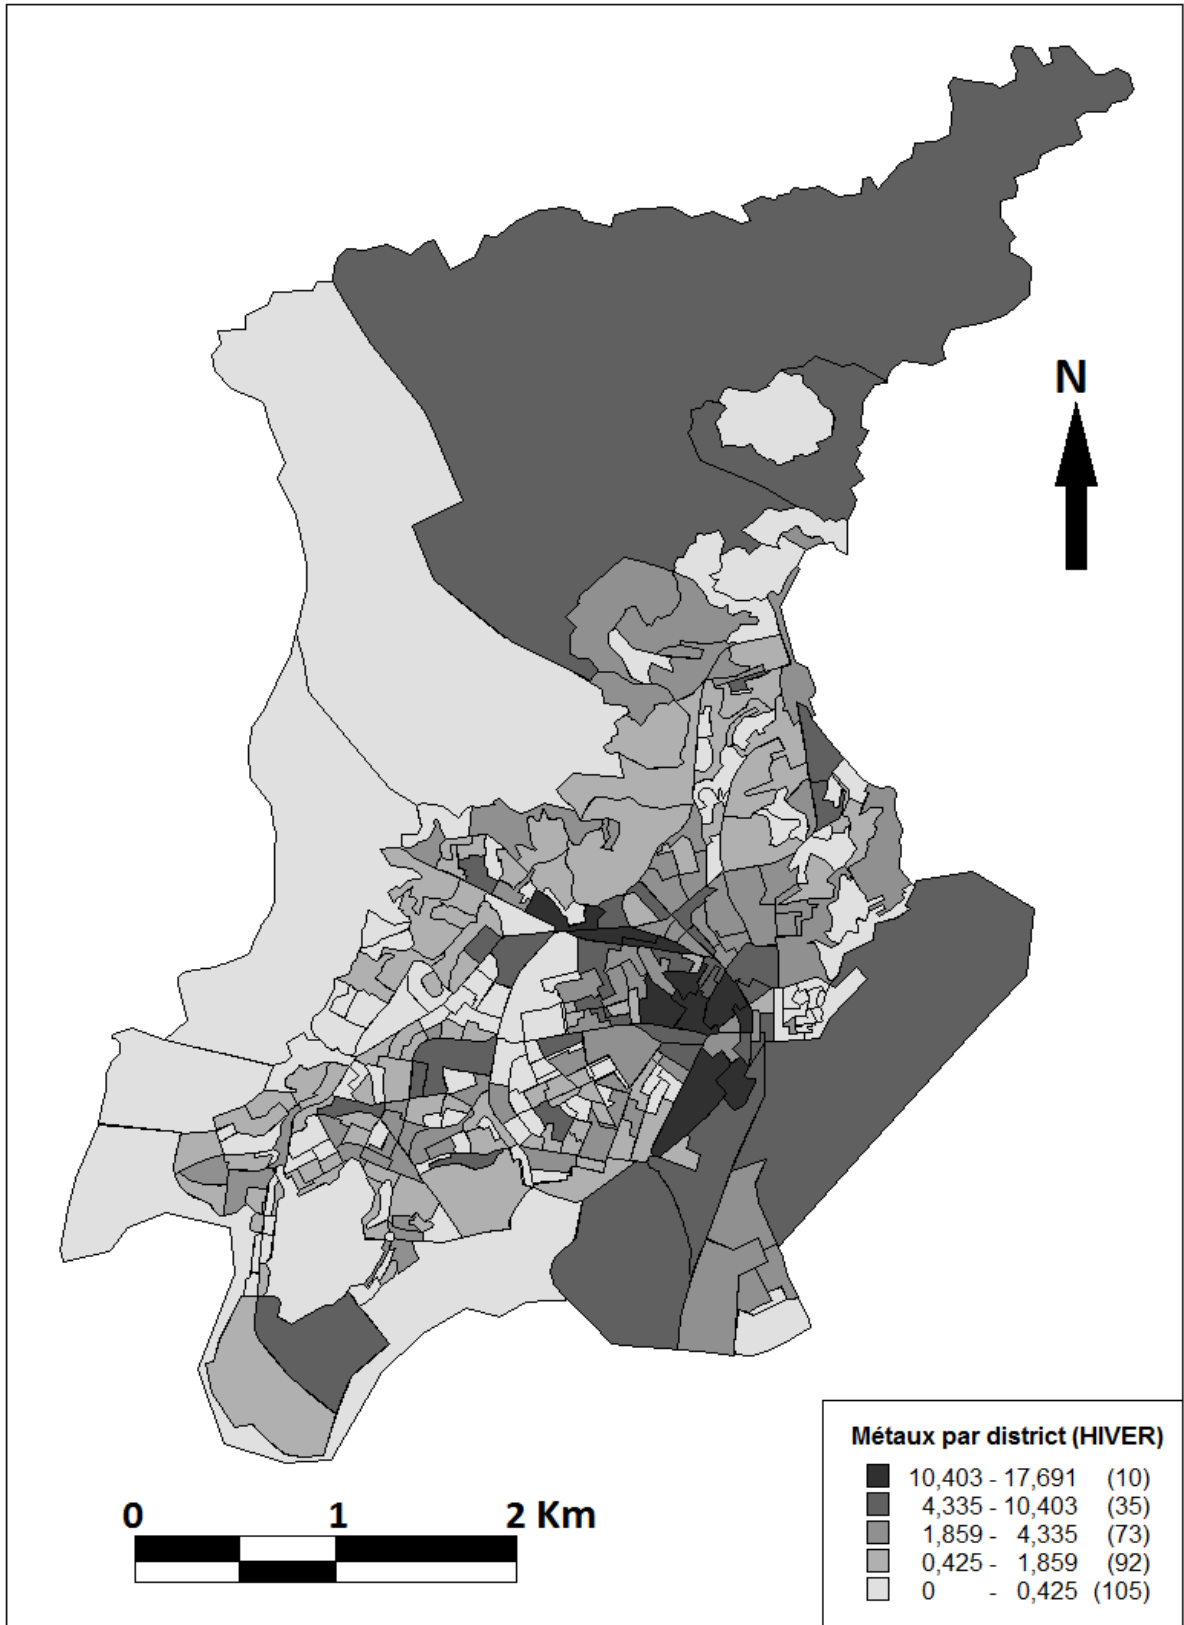 N
Métaux par district (HIVER)
10,403 - 17,691 (10)
4,335 - 10,403 (35)
1,859 - 4,335 (73)
0,425 - 1,859 (92)
0 - 0,425 (105)
0 1 2 Km